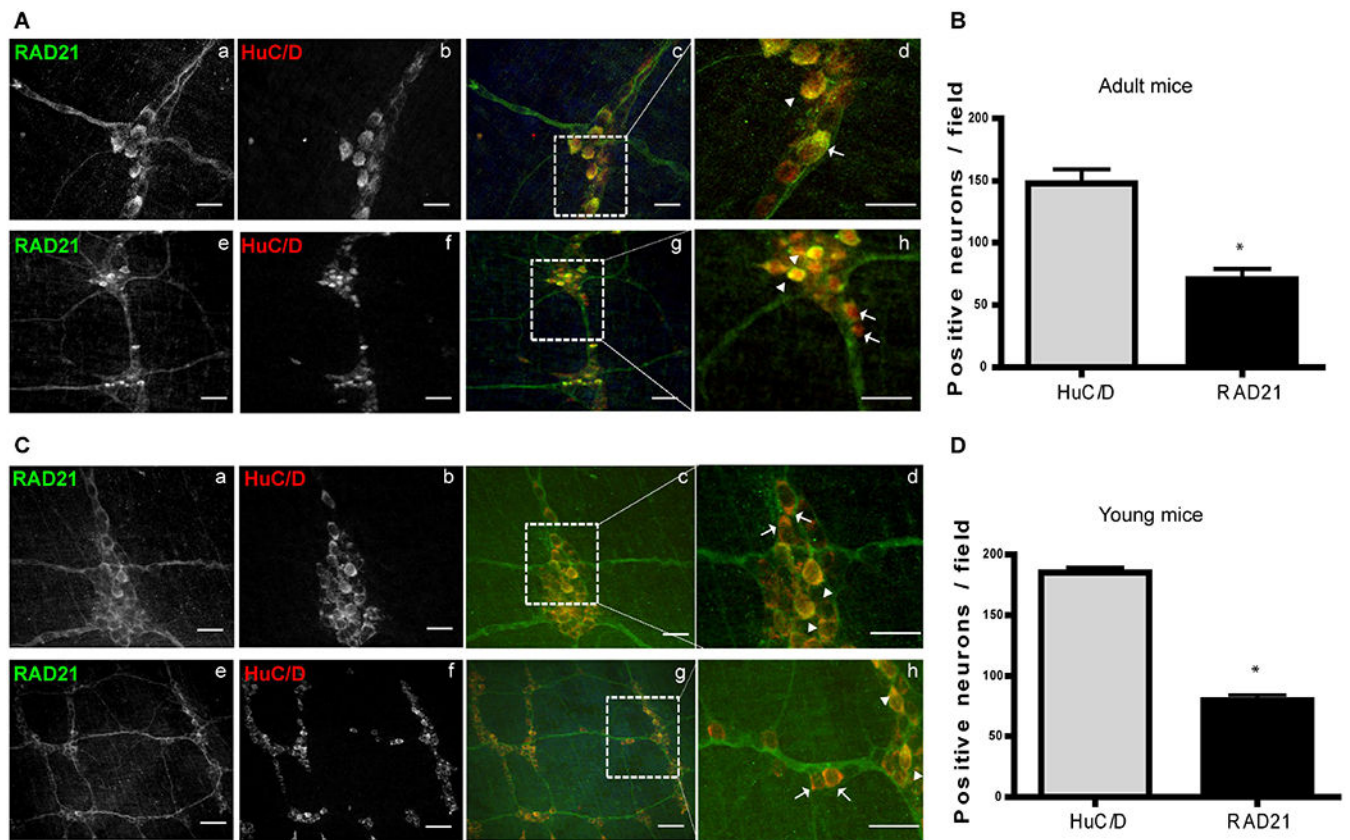 A
RAD21
a
HuC/D
b
c
d
RAD21
e
HuC/D
f
g
h
B
Adult mice
Positive neurons / field
200
150
100
50
0
*
HuC/D
RAD21
C
RAD21
a
HuC/D
b
c
d
RAD21
e
HuC/D
f
g
h
D
Young mice
Positive neurons / field
200
150
100
50
0
*
HuC/D
RAD21